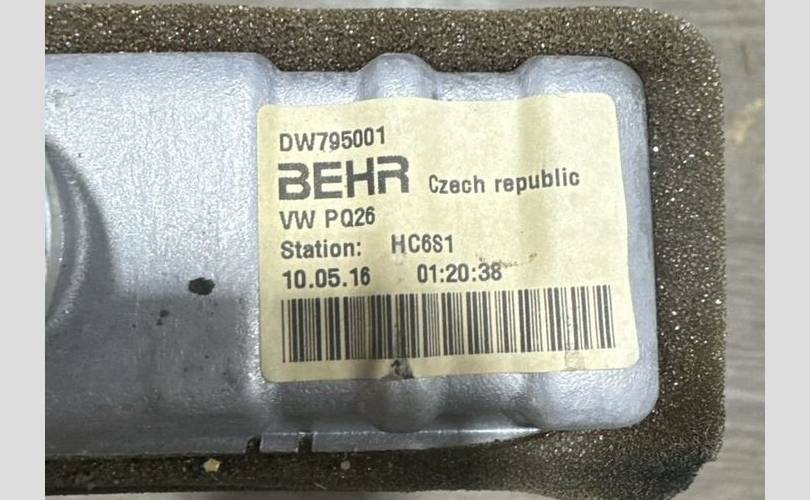 DW795001
BEHR Czech republic
VW PQ26
Station: HC6S1
10.05.16 01:20:38